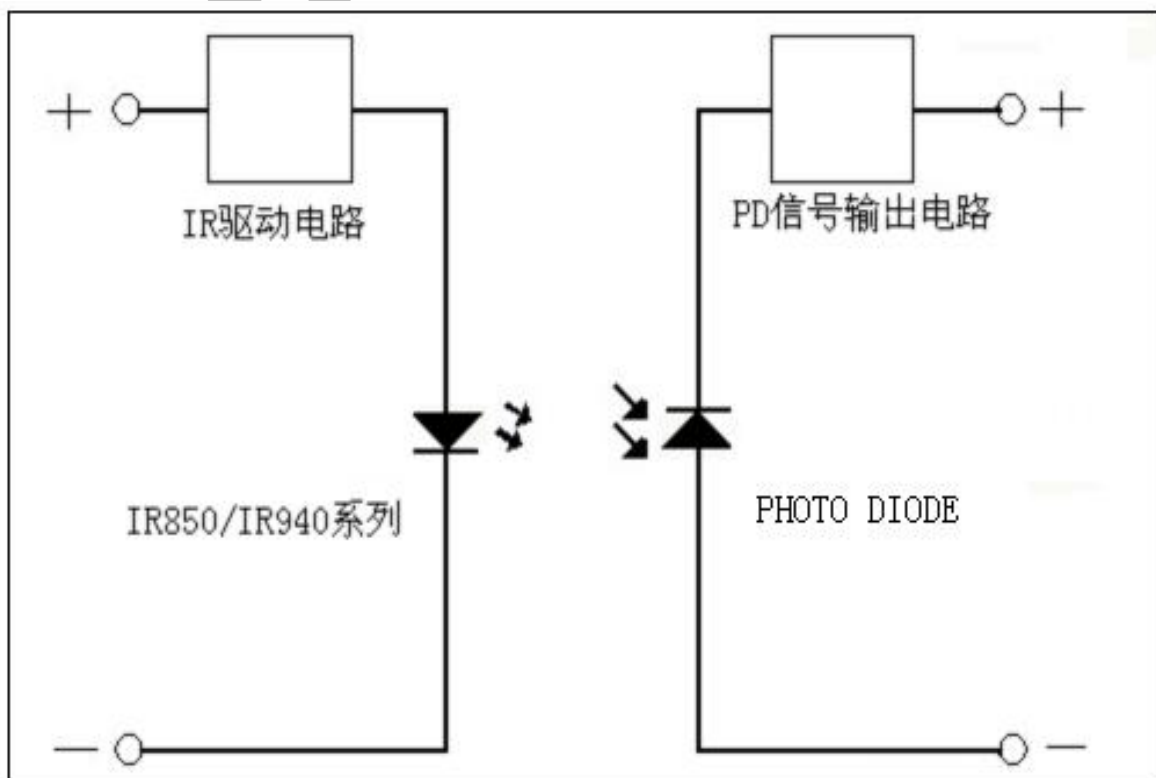 +
+
IR驱动电路
PD信号输出电路
IR850/IR940系列
PHOTO DIODE
—
—